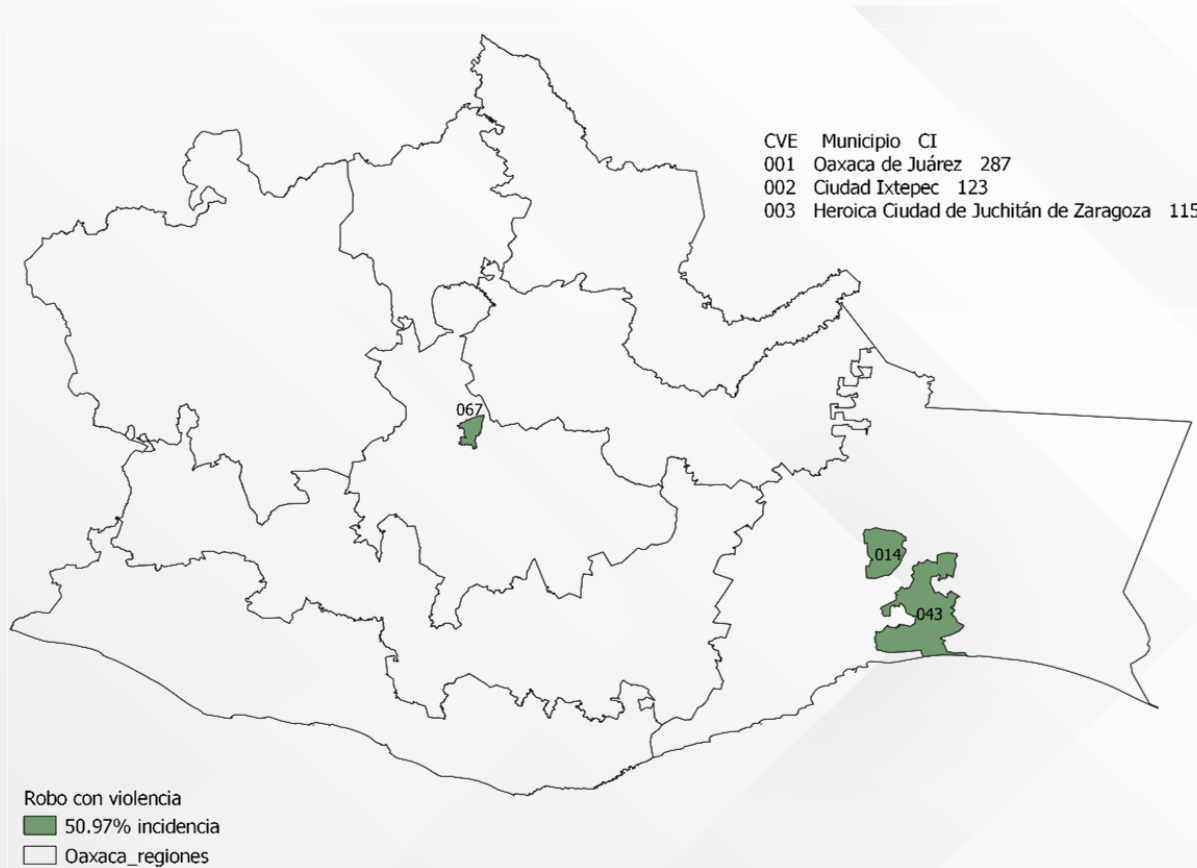 CVE Municipio CI
001 Oaxaca de Juárez 287
002 Ciudad Ixtepec 123
003 Heroica Ciudad de Juchitán de Zaragoza 115
067
014
043
Robo con violencia
50.97% incidencia
Oaxaca_regiones